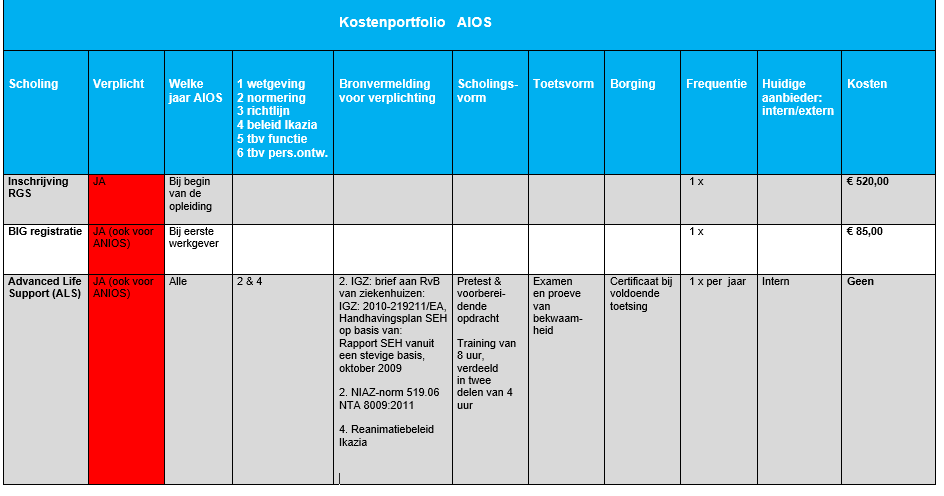 Kostenportfolio AIOS
Scholing
Verplicht
Welke
jaar AIOS
1 wetgeving
2 normering
3 richtlijn
4 beleid Ikazia
5 tbv functie
6 tbv pers.ontw.
Bronvermelding
voor verplichting
Scholings-
vorm
Toetsvorm
Borging
Frequentie
Huidige
aanbieder:
intern/extern
Kosten
Inschrijving
RGS
JA
Bij begin
van de
opleiding
1 x
€ 520,00
BIG registratie
JA (ook voor
ANIOS)
Bij eerste
werkgever
1 x
€ 85,00
Advanced Life
Support (ALS)
JA (ook voor
ANIOS)
Alle
2 & 4
2. IGZ: brief aan RvB
van ziekenhuizen:
IGZ: 2010-219211/EA,
Handhavingsplan SEH
op basis van:
Rapport SEH vanuit
een stevige basis,
oktober 2009
2. NIAZ-norm 519.06
NTA 8009:2011
4. Reanimatiebeleid
Ikazia
Pretest &
voorberei-
dende
opdracht
Training van
8 uur,
verdeeld
in twee
delen van 4
uur
Examen
en proeve
van
bekwaam-
heid
Certificaat bij
voldoende
toetsing
1 x per jaar
Intern
Geen